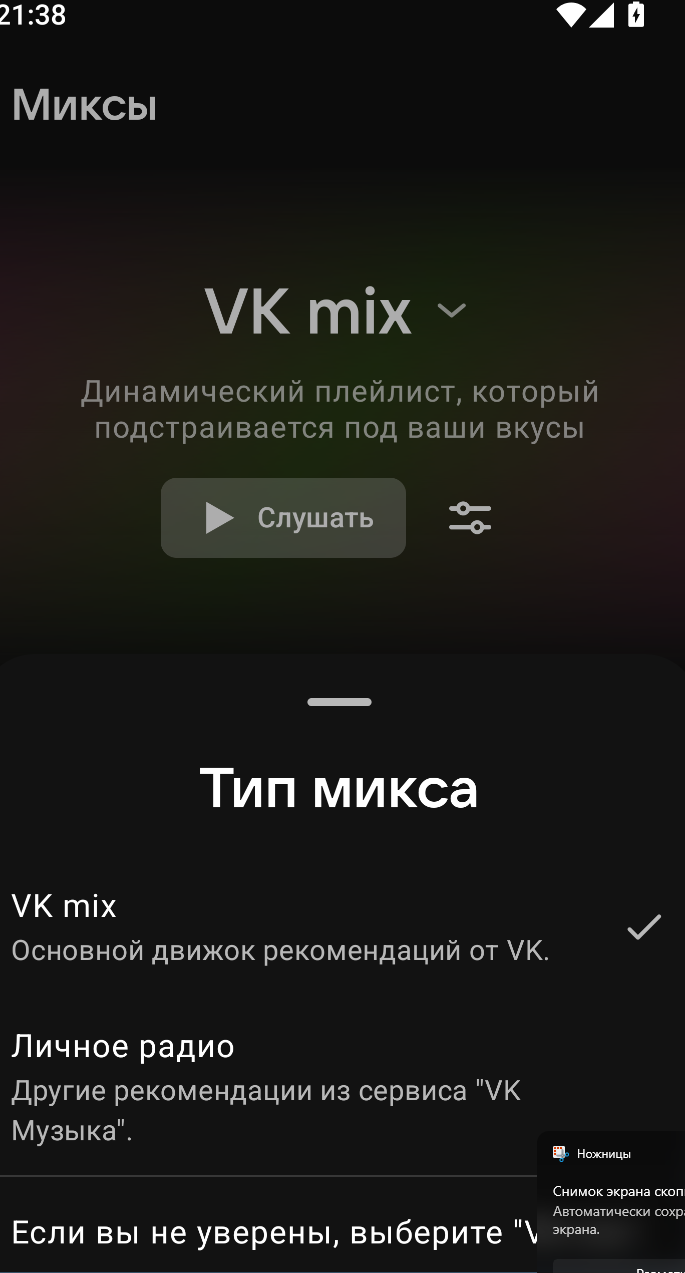 21:38
Миксы
VK mix
Динамический плейлист, который
подстраивается под ваши вкусы
Слушать
Тип микса
VK mix
Основной движок рекомендаций от VK.
Личное радио
Другие рекомендации из сервиса "VK
Музыка".
Ножницы
Снимок экрана
Автоматически
экрана.
Если вы не уверены, выберите